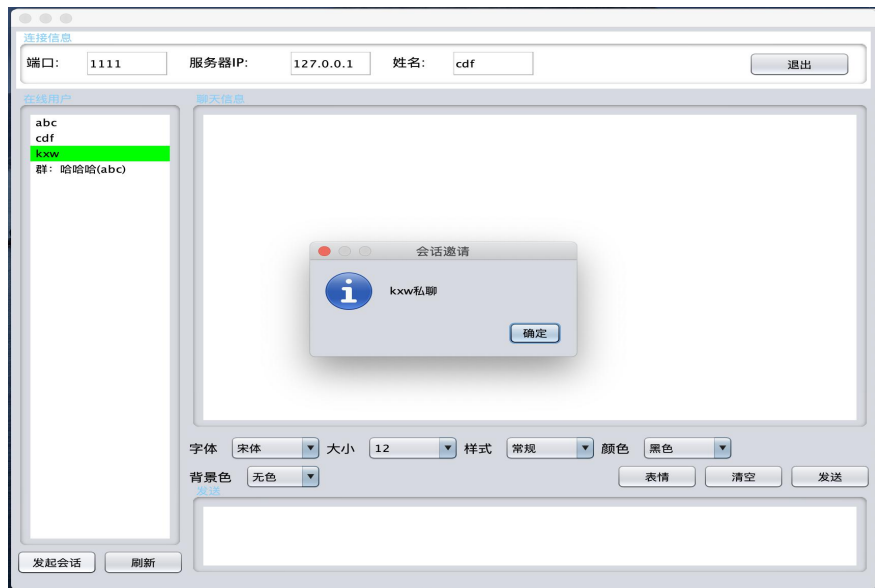 连接信息
端口: 1111 服务器IP: 127.0.0.1 姓名: cdf 退出
在线用户
abc
cdf
kxw
群: 哈哈哈(abc)
聊天信息
会话邀请
kxw私聊
确定
字体 宋体 大小 12 样式 常规 颜色 黑色
背景色 无色 表情 清空 发送
发送
发起会话 刷新